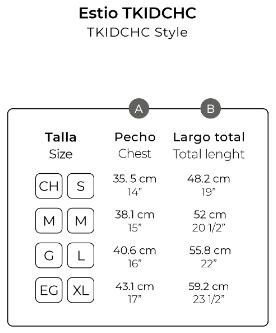 Estio TKIDCHC
TKIDCHC Style
A B
Talla Pecho Largo total
Size Chest Total lenght
CH S 35. 5 cm 48.2 cm
14” 19”
M M 38.1 cm 52 cm
15” 20 1/2”
G L 40.6 cm 55.8 cm
16” 22”
EG XL 43.1 cm 59.2 cm
17” 23 1/2”